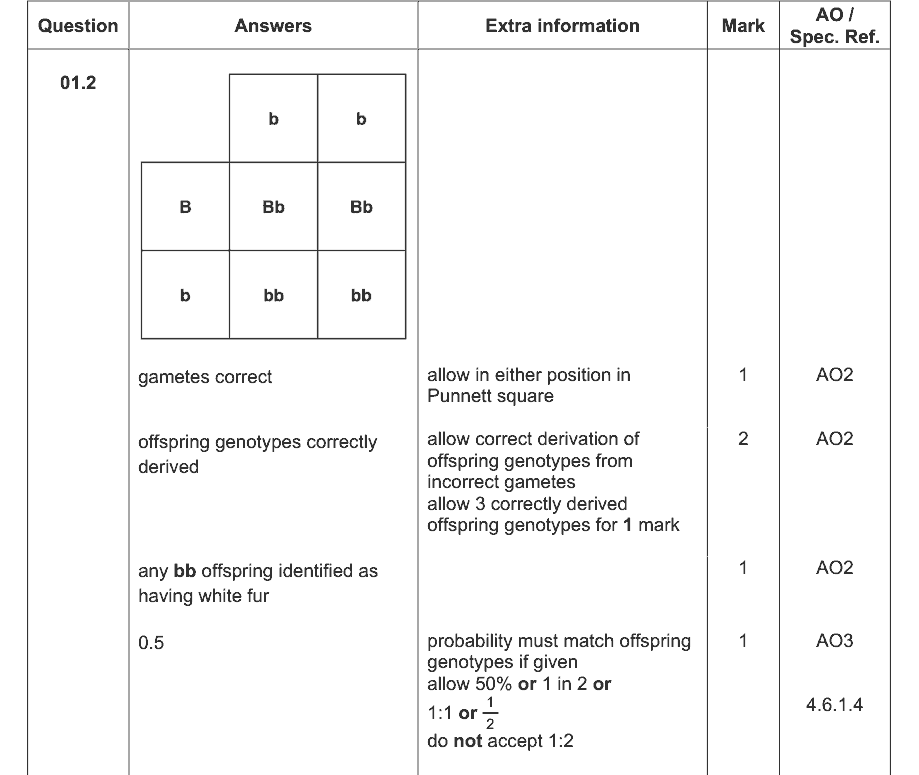 Question Answers Extra information Mark AO /
Spec. Ref.
01.2
b b
B Bb Bb
b bb bb
gametes correct allow in either position in 1 AO2
Punnett square
offspring genotypes correctly allow correct derivation of 2 AO2
derived offspring genotypes from
incorrect gametes
allow 3 correctly derived
offspring genotypes for 1 mark
any bb offspring identified as 1 AO2
having white fur
0.5 probability must match offspring 1 AO3
genotypes if given
allow 50% or 1 in 2 or
1:1 or 1/2 4.6.1.4
do not accept 1:2